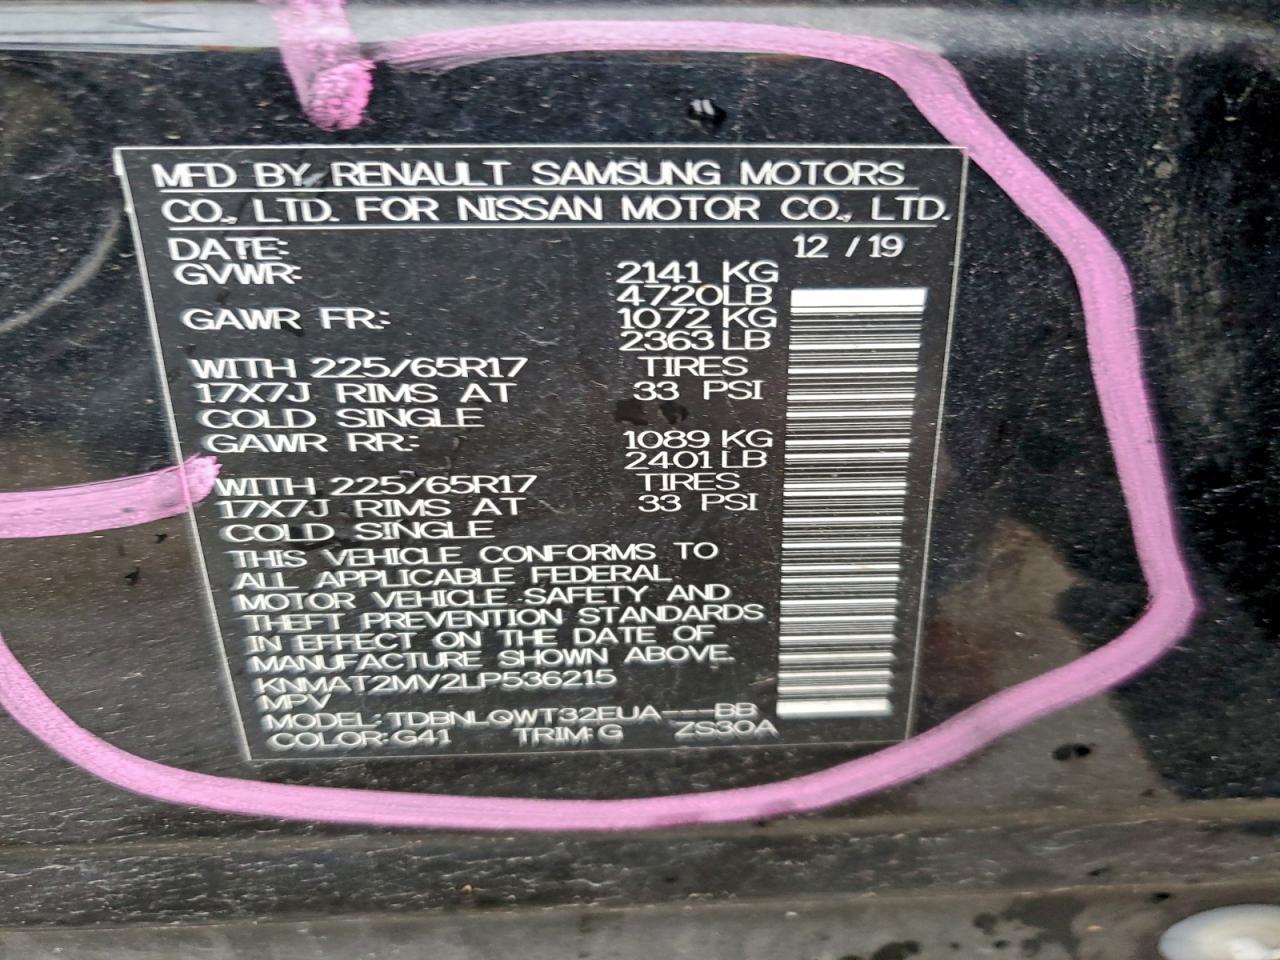 MFD BY RENAULT SAMSUNG MOTORS
CO., LTD. FOR NISSAN MOTOR CO., LTD.
DATE: 12 / 19
GVWR: 2141 KG
4720LB
GAWR FR.: 1072 KG
2363 LB
WITH 225/65R17 TIRES
17X7J RIMS AT 33 PSI
COLD SINGLE
GAWR RR.: 1089 KG
2401 LB
WITH 225/65R17 TIRES
17X7J RIMS AT 33 PSI
COLD SINGLE
THIS VEHICLE CONFORMS TO
ALL APPLICABLE FEDERAL
MOTOR VEHICLE SAFETY AND
THEFT PREVENTION STANDARDS
IN EFFECT ON THE DATE OF
MANUFACTURE SHOWN ABOVE.
KNMAT2MV2LP536215
MPV
MODEL: TDBNLQWT32EUA---BB
COLOR: G41 TRIM: G ZS30A